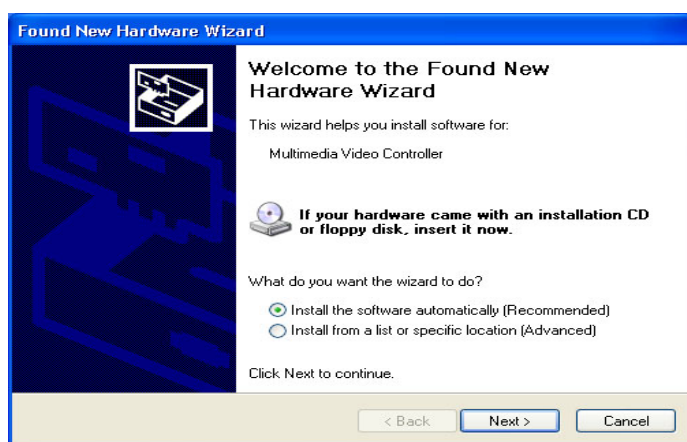 Found New Hardware Wizard
Welcome to the Found New
Hardware Wizard
This wizard helps you install software for:
Multimedia Video Controller
If your hardware came with an installation CD
or floppy disk, insert it now.
What do you want the wizard to do?
Install the software automatically (Recommended)
Install from a list or specific location (Advanced)
Click Next to continue.
< Back Next > Cancel